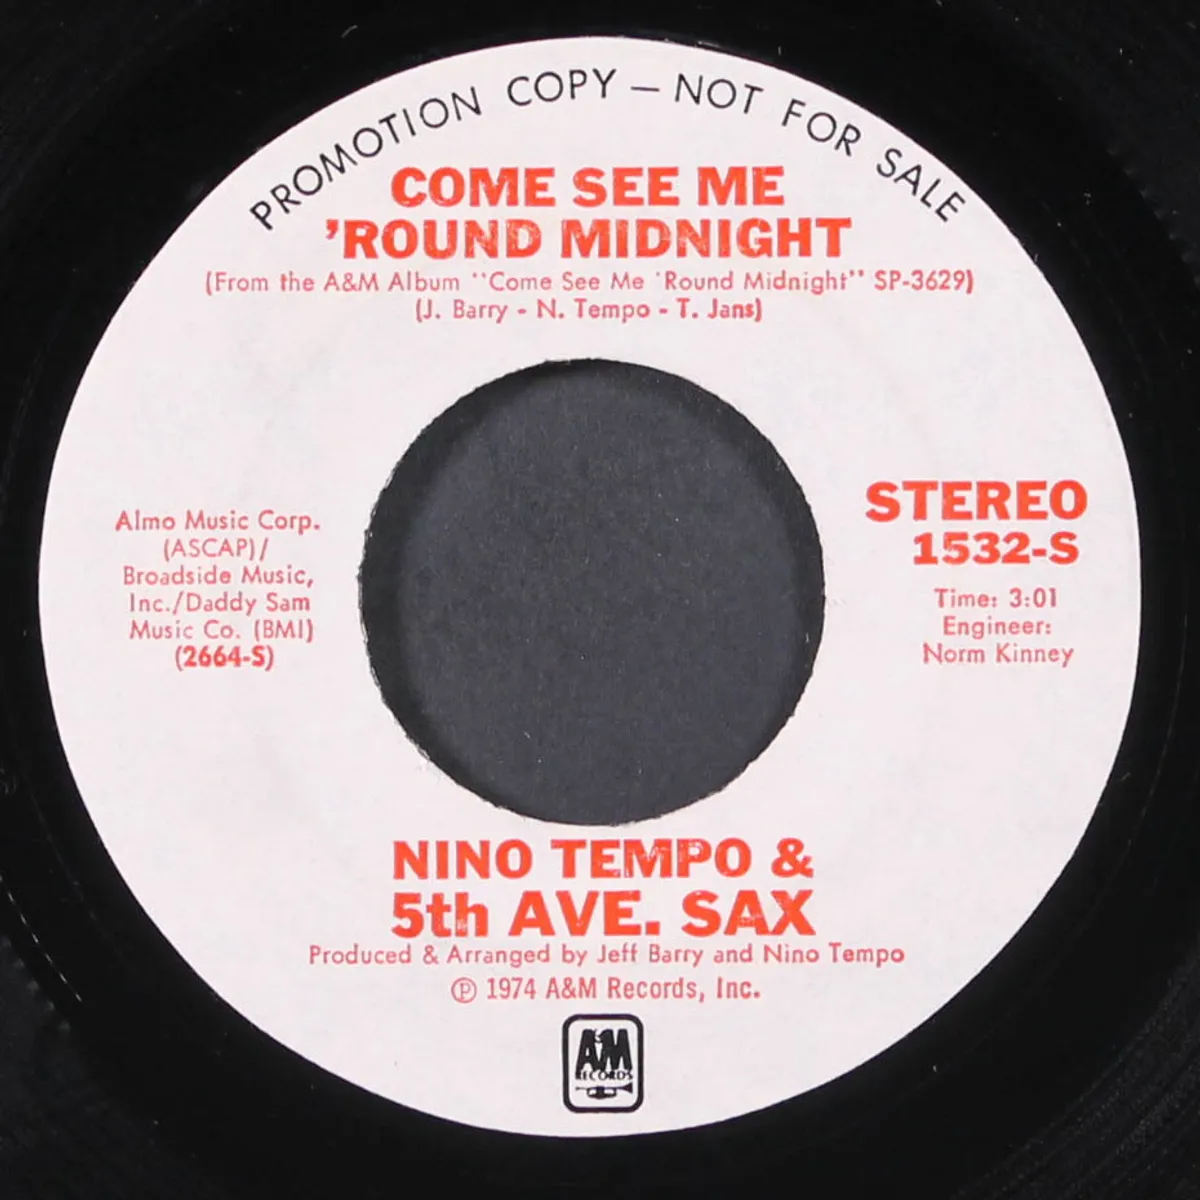 PROMOTION COPY — NOT FOR SALE
COME SEE ME
'ROUND MIDNIGHT
(From the A&M Album "Come See Me 'Round Midnight" SP-3629)
(J. Barry - N. Tempo - T. Jans)
Almo Music Corp.
(ASCAP)/
Broadside Music,
Inc./Daddy Sam
Music Co. (BMI)
(2664-S)
STEREO
1532-S
Time: 3:01
Engineer:
Norm Kinney
NINO TEMPO &
5th AVE. SAX
Produced & Arranged by Jeff Barry and Nino Tempo
℗ 1974 A&M Records, Inc.
A&M
RECORDS